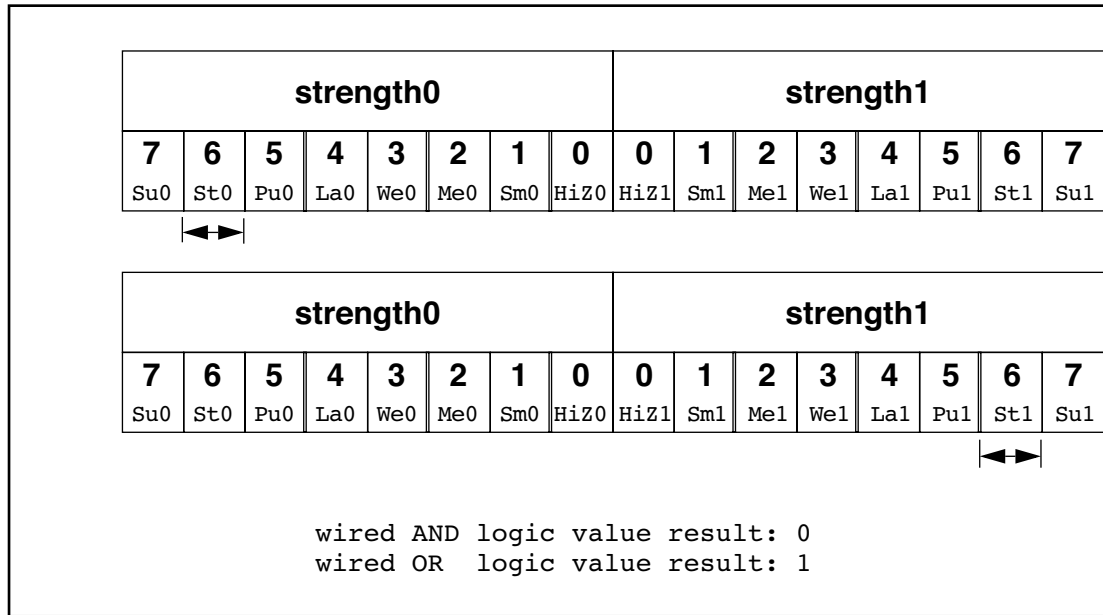 strength0 strength1
7 6 5 4 3 2 1 0 0 1 2 3 4 5 6 7
Su0 St0 Pu0 La0 We0 Me0 Sm0 HiZ0 HiZ1 Sm1 Me1 We1 La1 Pu1 St1 Su1
strength0 strength1
7 6 5 4 3 2 1 0 0 1 2 3 4 5 6 7
Su0 St0 Pu0 La0 We0 Me0 Sm0 HiZ0 HiZ1 Sm1 Me1 We1 La1 Pu1 St1 Su1
wired AND logic value result: 0
wired OR logic value result: 1